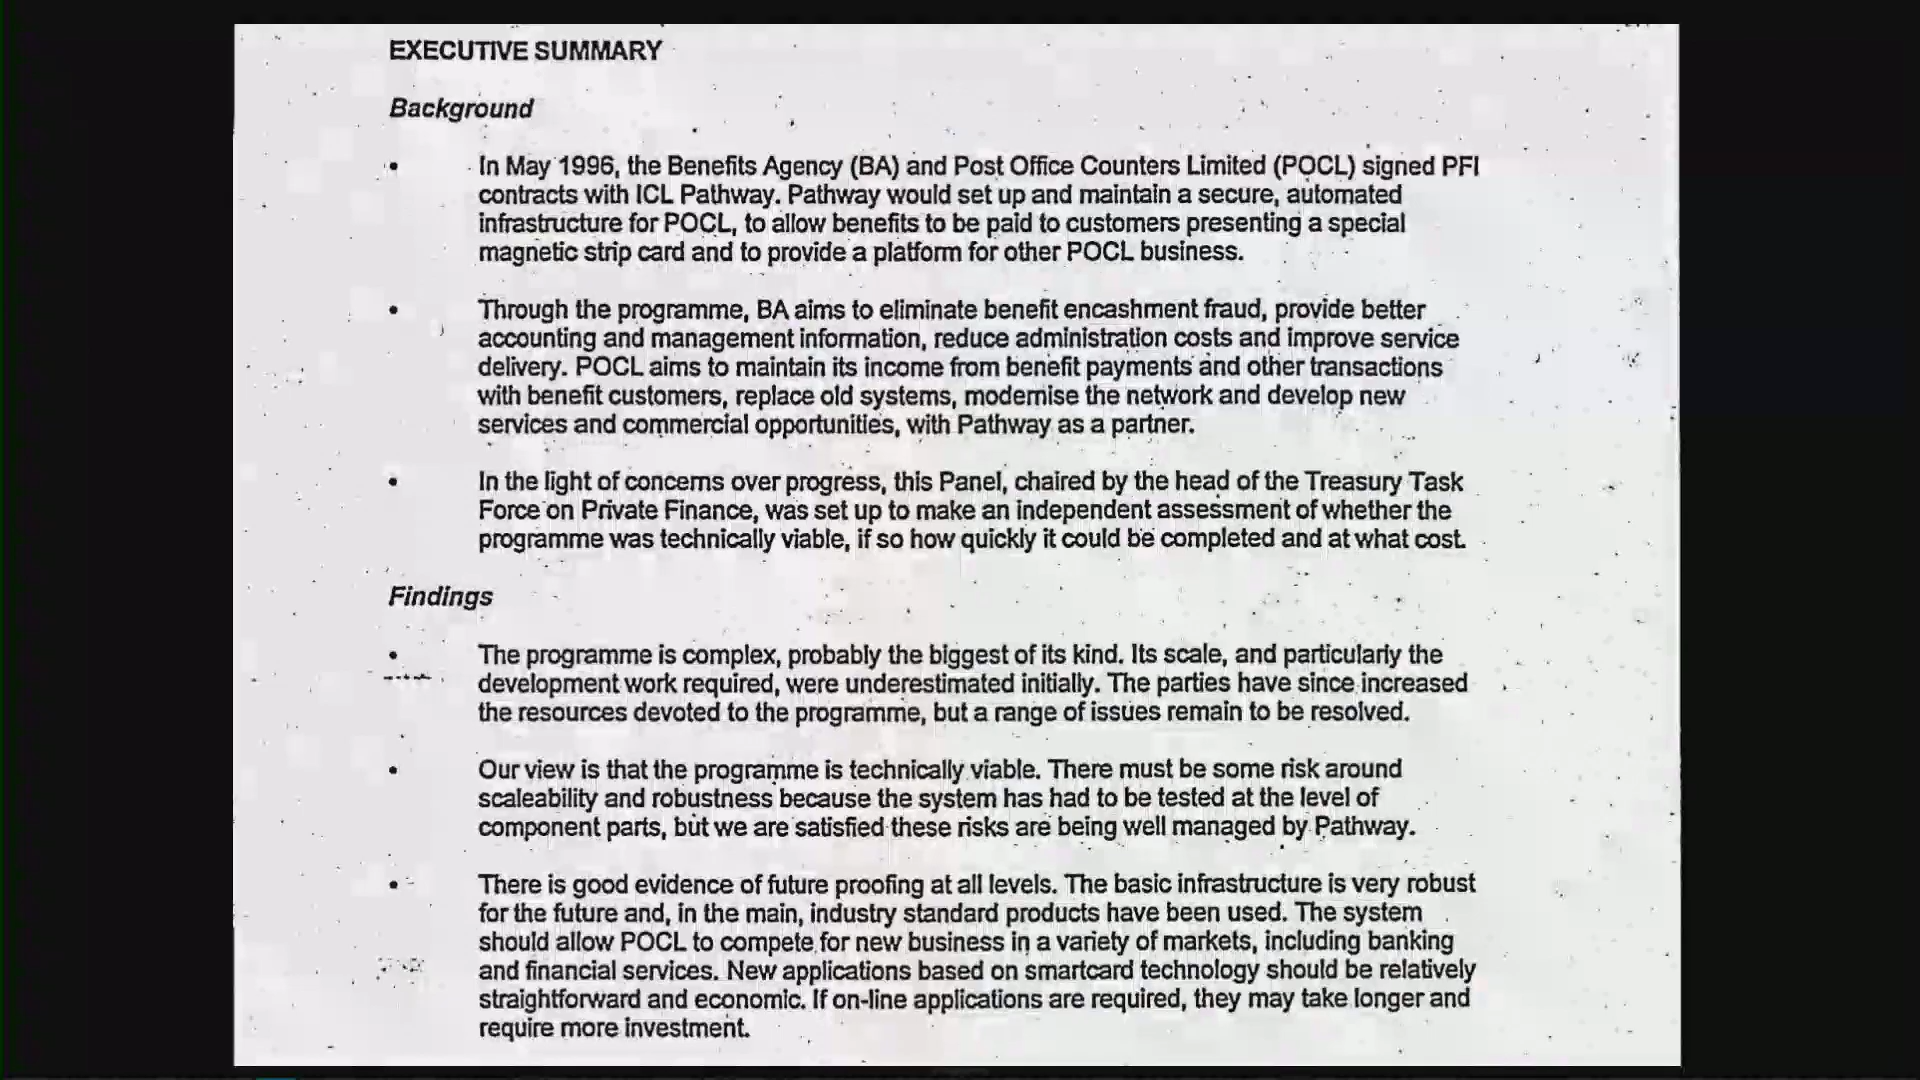 EXECUTIVE SUMMARY
Background
• In May 1996, the Benefits Agency (BA) and Post Office Counters Limited (POCL) signed PFI
contracts with ICL Pathway. Pathway would set up and maintain a secure, automated
infrastructure for POCL, to allow benefits to be paid to customers presenting a special
magnetic strip card and to provide a platform for other POCL business.
• Through the programme, BA aims to eliminate benefit encashment fraud, provide better
accounting and management information, reduce administration costs and improve service
delivery. POCL aims to maintain its income from benefit payments and other transactions
with benefit customers, replace old systems, modernise the network and develop new
services and commercial opportunities, with Pathway as a partner.
• In the light of concerns over progress, this Panel, chaired by the head of the Treasury Task
Force on Private Finance, was set up to make an independent assessment of whether the
programme was technically viable, if so how quickly it could be completed and at what cost.
Findings
• The programme is complex, probably the biggest of its kind. Its scale, and particularly the
development work required, were underestimated initially. The parties have since increased
the resources devoted to the programme, but a range of issues remain to be resolved.
• Our view is that the programme is technically viable. There must be some risk around
scaleability and robustness because the system has had to be tested at the level of
component parts, but we are satisfied these risks are being well managed by Pathway.
• There is good evidence of future proofing at all levels. The basic infrastructure is very robust
for the future and, in the main, industry standard products have been used. The system
should allow POCL to compete for new business in a variety of markets, including banking
and financial services. New applications based on smartcard technology should be relatively
straightforward and economic. If on-line applications are required, they may take longer and
require more investment.